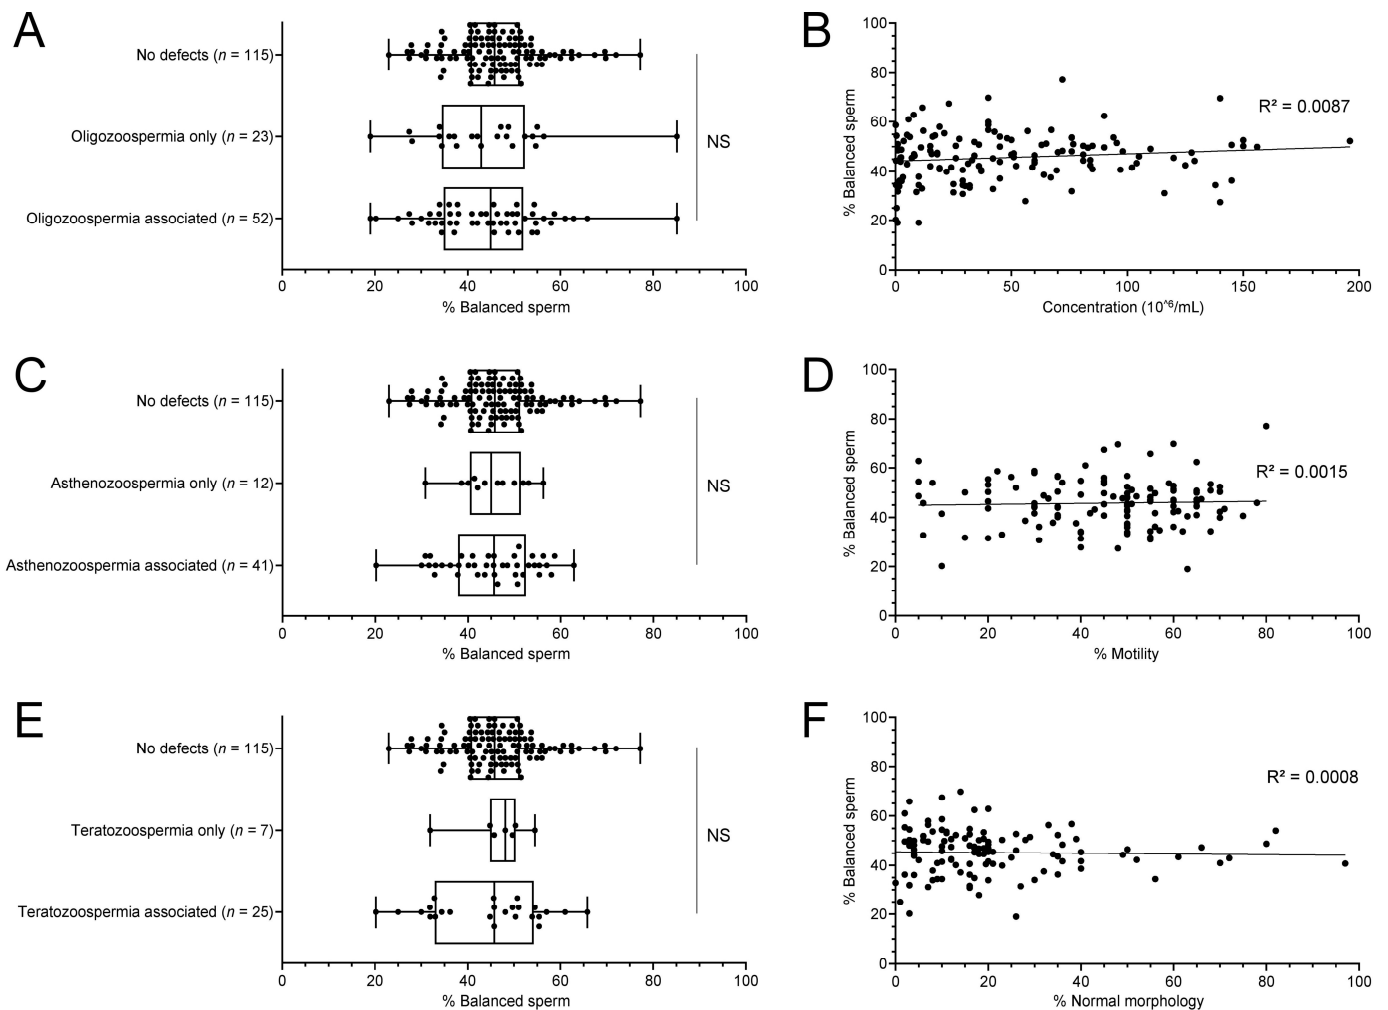 A
No defects (n = 115)
Oligozoospermia only (n = 23)
Oligozoospermia associated (n = 52)
NS
0 20 40 60 80 100
% Balanced sperm
B
100
80
60
40
20
0
% Balanced sperm
R² = 0.0087
0 50 100 150 200
Concentration (10^6/mL)
C
No defects (n = 115)
Asthenozoospermia only (n = 12)
Asthenozoospermia associated (n = 41)
NS
0 20 40 60 80 100
% Balanced sperm
D
100
80
60
40
20
0
% Balanced sperm
R² = 0.0015
0 20 40 60 80 100
% Motility
E
No defects (n = 115)
Teratozoospermia only (n = 7)
Teratozoospermia associated (n = 25)
NS
0 20 40 60 80 100
% Balanced sperm
F
100
80
60
40
20
0
% Balanced sperm
R² = 0.0008
0 20 40 60 80 100
% Normal morphology